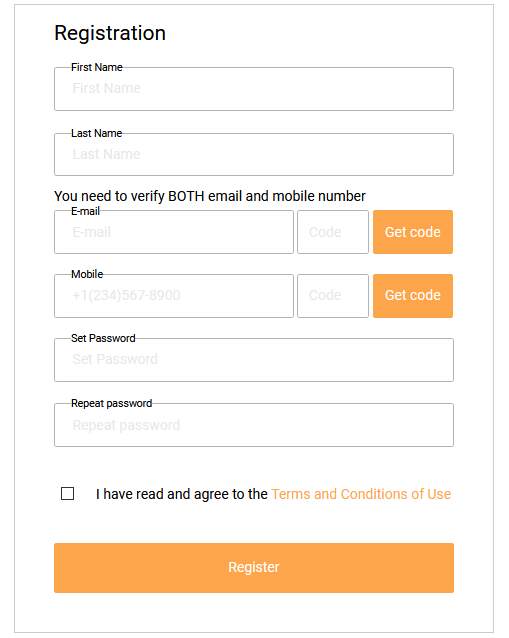 Registration
First Name
First Name
Last Name
Last Name
You need to verify BOTH email and mobile number
E-mail
E-mail Code Get code
Mobile
+1(234)567-8900 Code Get code
Set Password
Set Password
Repeat password
Repeat password
I have read and agree to the Terms and Conditions of Use
Register